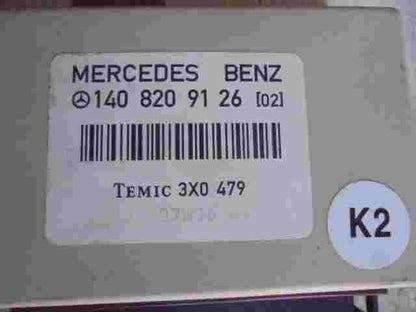 MERCEDES BENZ
140 820 91 26 [02]
TEMIC 3X0 479
K2